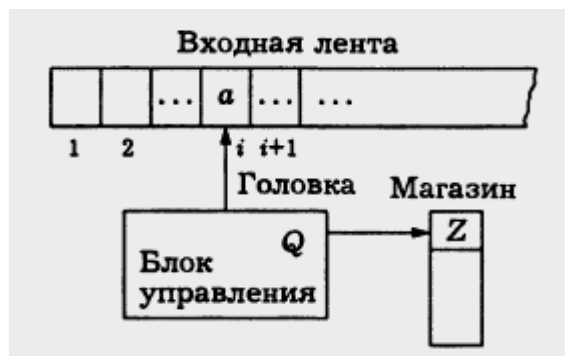 Входная лента
... a ... ...
1 2 i i+1
Головка
Магазин
Q
Z
Блок
управления